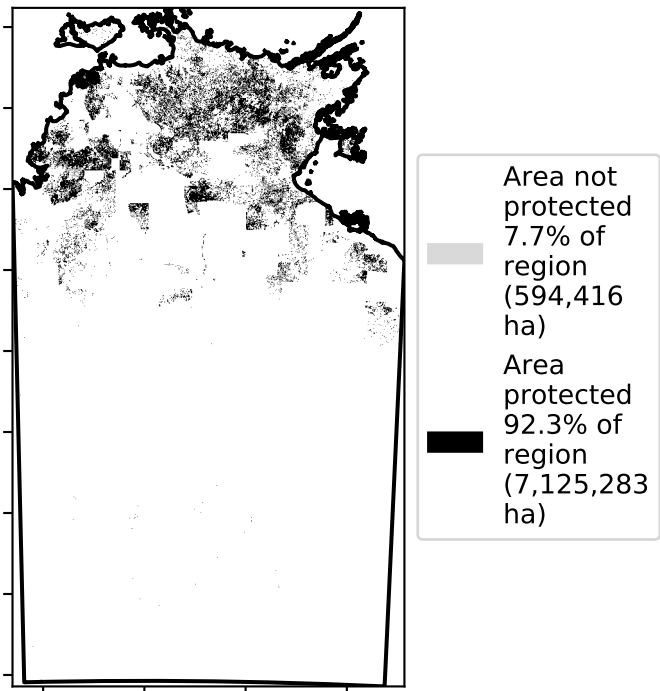 Area not
protected
7.7% of
region
(594,416
ha)
Area
protected
92.3% of
region
(7,125,283
ha)